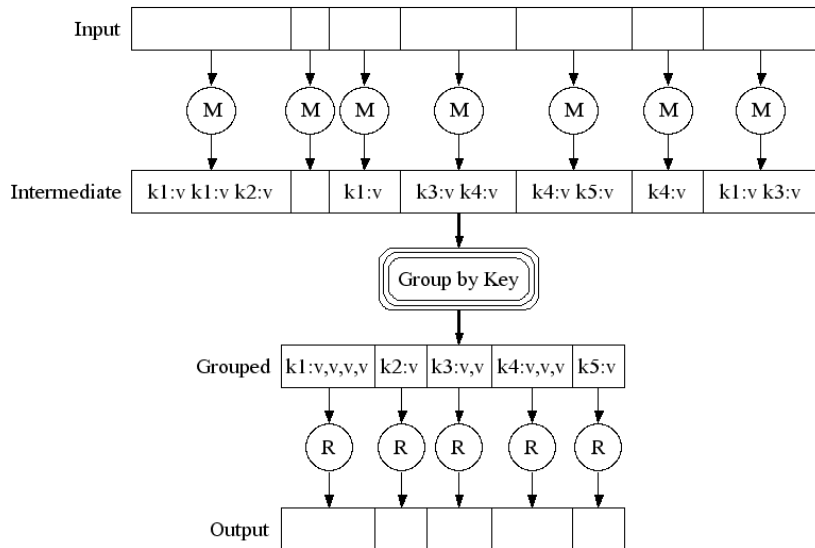 Input
M M M M M M M
Intermediate k1:v k1:v k2:v k1:v k3:v k4:v k4:v k5:v k4:v k1:v k3:v
Group by Key
Grouped k1:v,v,v,v k2:v k3:v,v k4:v,v,v k5:v
R R R R R
Output